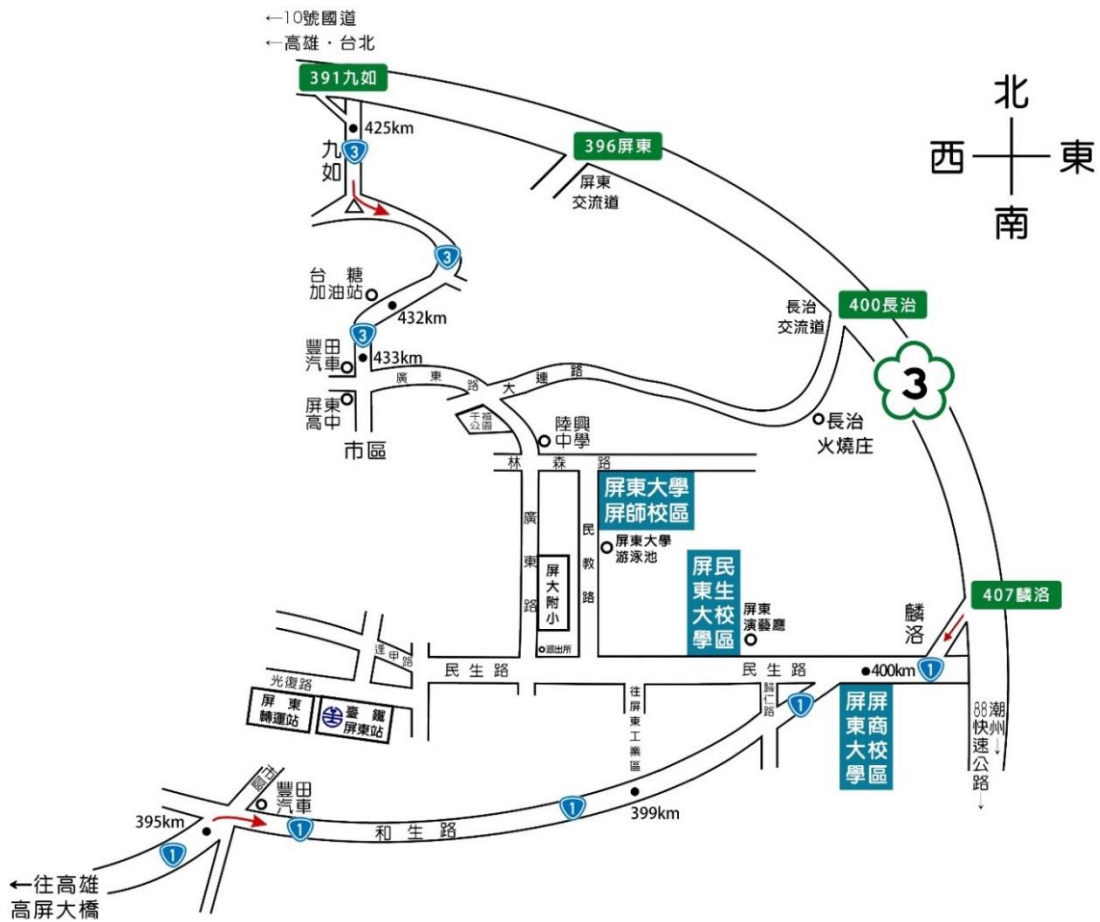 ←10號國道
←高雄・台北
391九如
425km
3
九如
396屏東
屏東
交流道
北
西
東
南
3
台糖
加油站
432km
3
豐田
汽車
433km
屏東
高中
市區
廣東路
大連路
千禧
公園
陸興
中學
長治
交流道
400長治
3
長治
火燒庄
林森路
屏東大學
屏師校區
廣東路
民教路
屏東大學
游泳池
屏大附小
派出所
民生校區
屏東大學
屏東
演藝廳
407麟洛
麟洛
1
400km
民生路
民生路
逢甲路
光復路
屏東
轉運站
臺鐵
屏東站
往屏東工業區
歸仁路
1
屏商校區
屏東大學
潮州↓
88快速公路↓
市區
豐田
汽車
395km
1
1
和生路
1
399km
←往高雄
高屏大橋